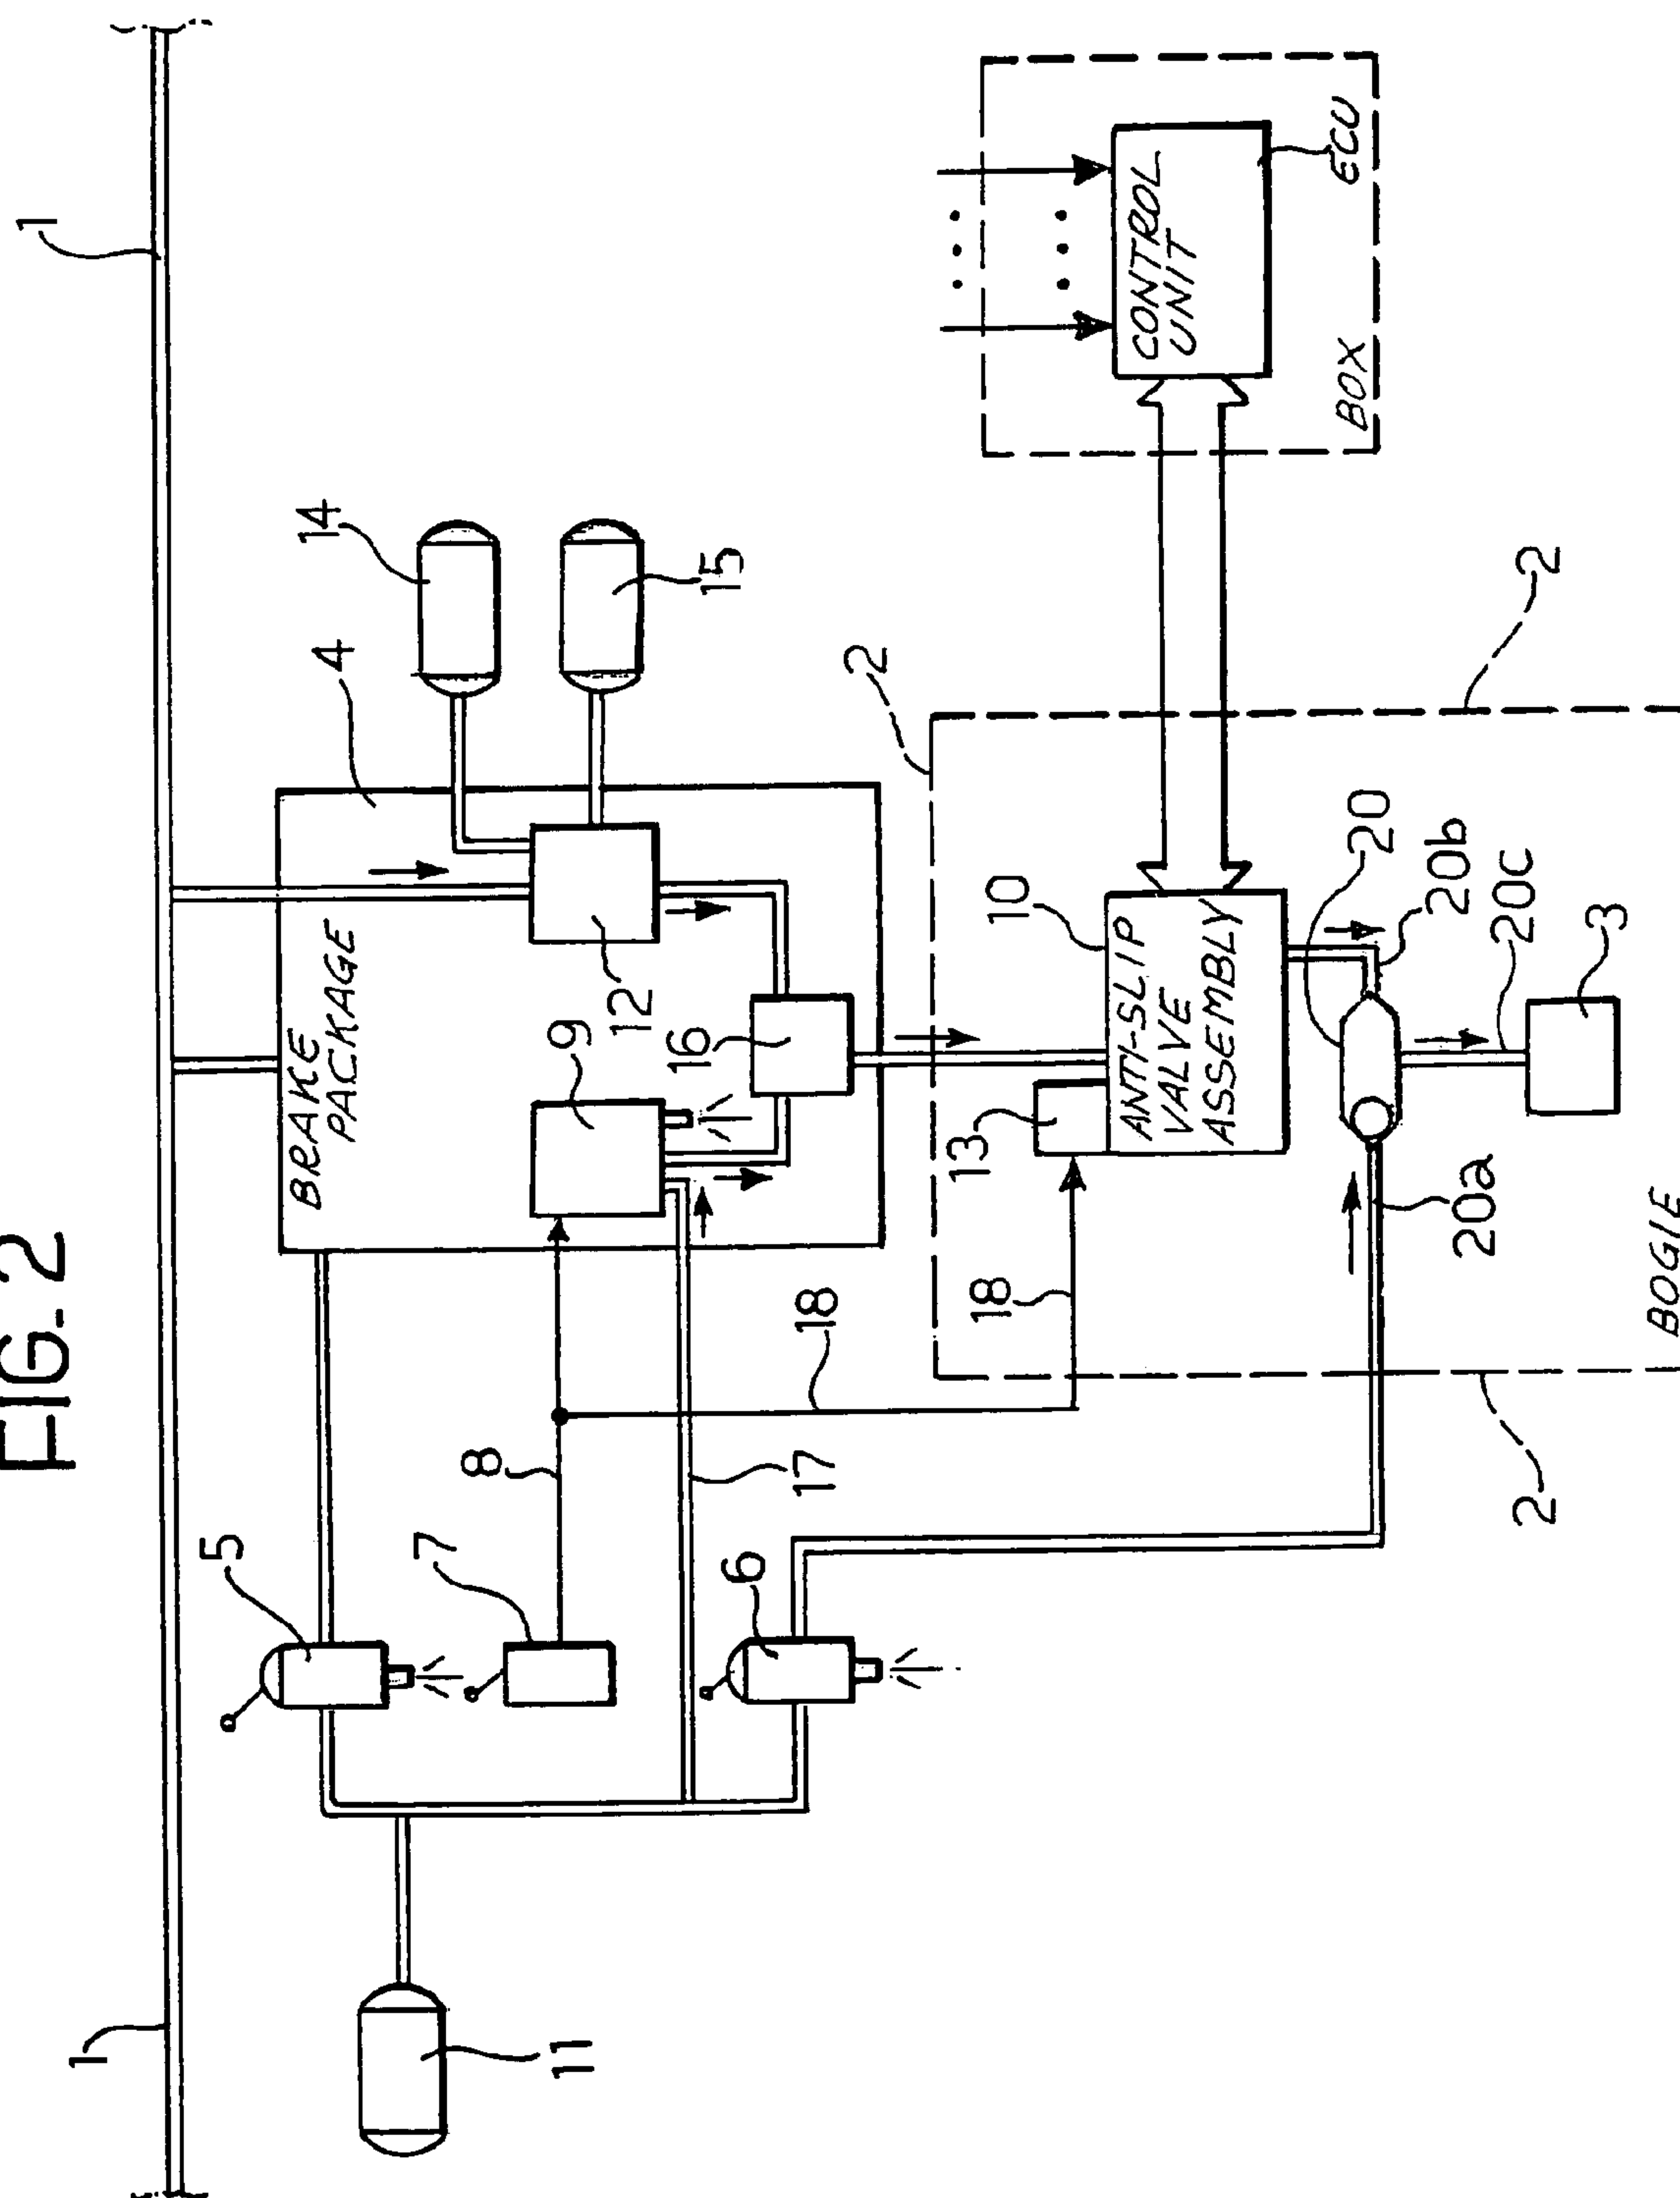 FIG. 2
1
1
5
4
14
BRAKE
PACKAGE
7
8
9
12
15
11
6
17
18
16
2
18
13
10
ANTI-SLIP
VALVE
ASSEMBLY
CONTROL
UNIT
BOX
ECU
20
20a
20b
20c
2
2
3
BOGIE